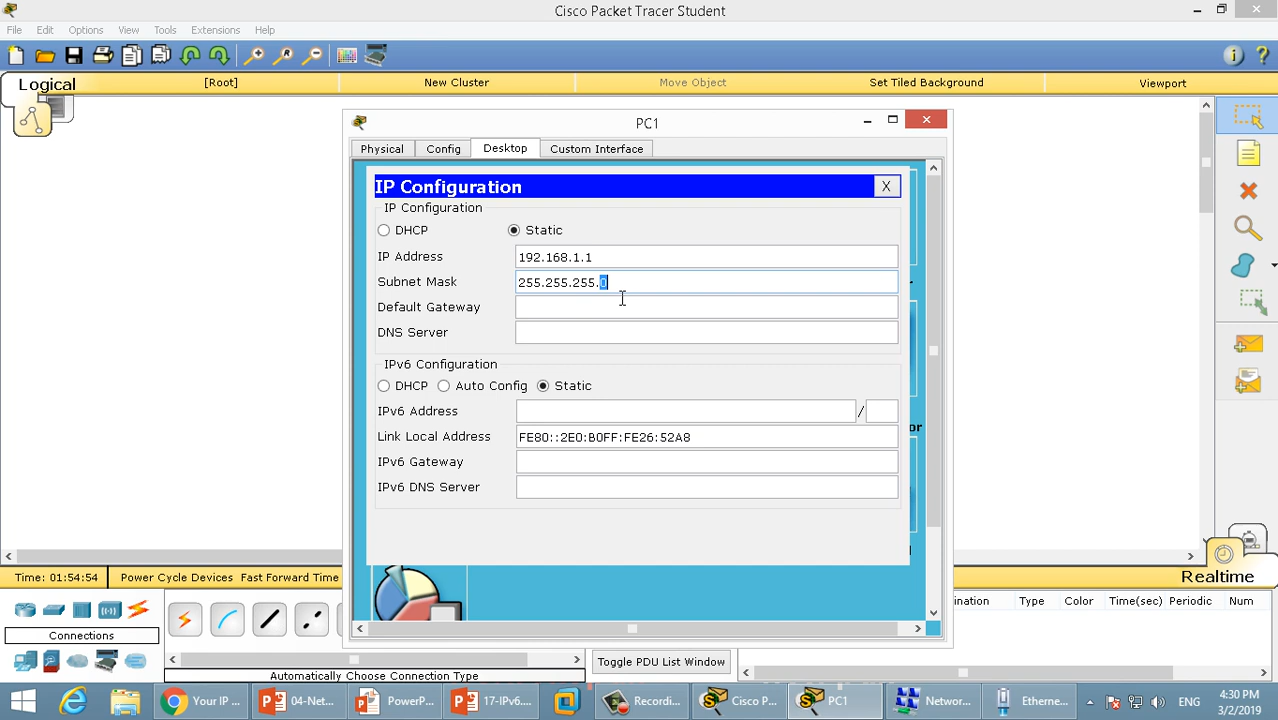 Cisco Packet Tracer Student
File Edit Options View Tools Extensions Help
Logical [Root] New Cluster Move Object Set Tiled Background Viewport
PC1
Physical Config Desktop Custom Interface
IP Configuration X
IP Configuration
DHCP Static
IP Address 192.168.1.1
Subnet Mask 255.255.255.0
Default Gateway
DNS Server
IPv6 Configuration
DHCP Auto Config Static
IPv6 Address /
Link Local Address FE80::2E0:B0FF:FE26:52A8
IPv6 Gateway
IPv6 DNS Server
or
Time: 01:54:54 Power Cycle Devices Fast Forward Time Realtime
ination Type Color Time(sec) Periodic Num
Connections
Toggle PDU List Window
Automatically Choose Connection Type
Your IP ... 04-Net... PowerP... 17-IPv6.... Recordi... Cisco P... PC1 Network... Etherne... ENG 4:30 PM
3/2/2019